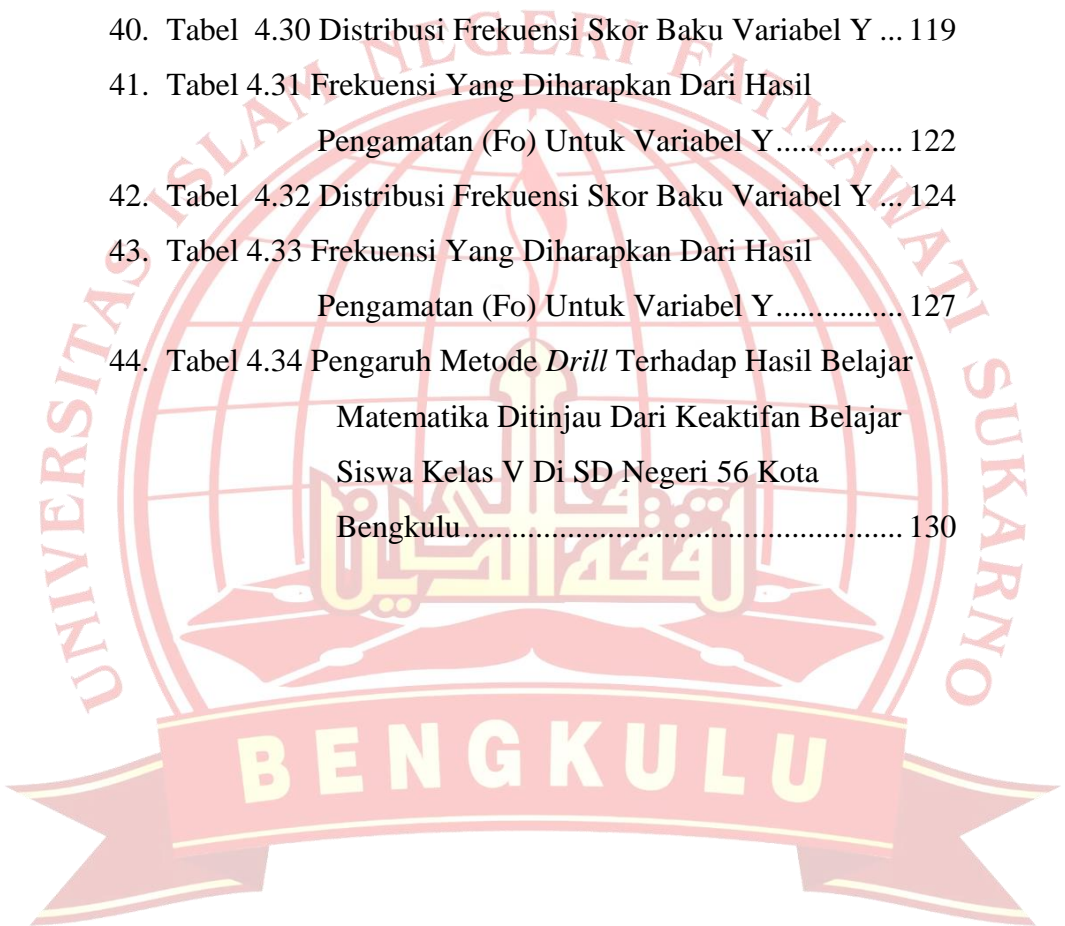 40. Tabel 4.30 Distribusi Frekuensi Skor Baku Variabel Y ... 119
41. Tabel 4.31 Frekuensi Yang Diharapkan Dari Hasil
Pengamatan (Fo) Untuk Variabel Y............... 122
42. Tabel 4.32 Distribusi Frekuensi Skor Baku Variabel Y ... 124
43. Tabel 4.33 Frekuensi Yang Diharapkan Dari Hasil
Pengamatan (Fo) Untuk Variabel Y............... 127
44. Tabel 4.34 Pengaruh Metode Drill Terhadap Hasil Belajar
Matematika Ditinjau Dari Keaktifan Belajar
Siswa Kelas V Di SD Negeri 56 Kota
Bengkulu.................................................... 130
UNIVERSITAS ISLAM NEGERI FATMAWATI SUKARNO
BENGKULU